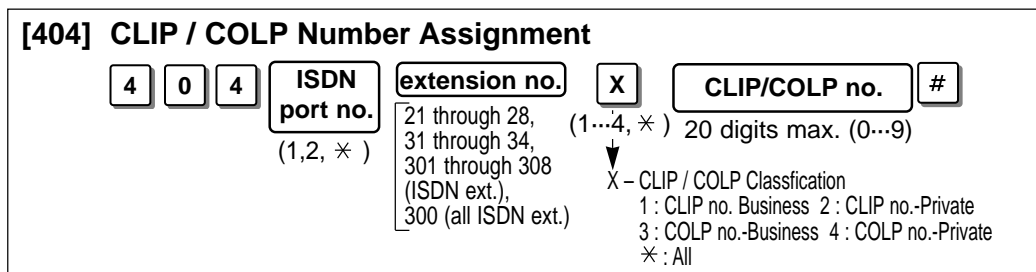 [404] CLIP / COLP Number Assignment
4 0 4 ISDN port no. extension no. X CLIP/COLP no. #
(1,2, ✳ )
21 through 28,
31 through 34,
301 through 308
(ISDN ext.),
300 (all ISDN ext.)
(1···4, ✳ ) 20 digits max. (0···9)
X – CLIP / COLP Classfication
1 : CLIP no. Business 2 : CLIP no.-Private
3 : COLP no.-Business 4 : COLP no.-Private
✳ : All